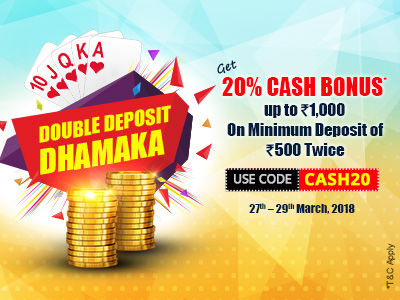 10 J Q K A
DOUBLE DEPOSIT
DHAMAKA
Get
20% CASH BONUS*
up to ₹1,000
On Minimum Deposit of
₹500 Twice
USE CODE CASH20
27th – 29th March, 2018
*T&C Apply